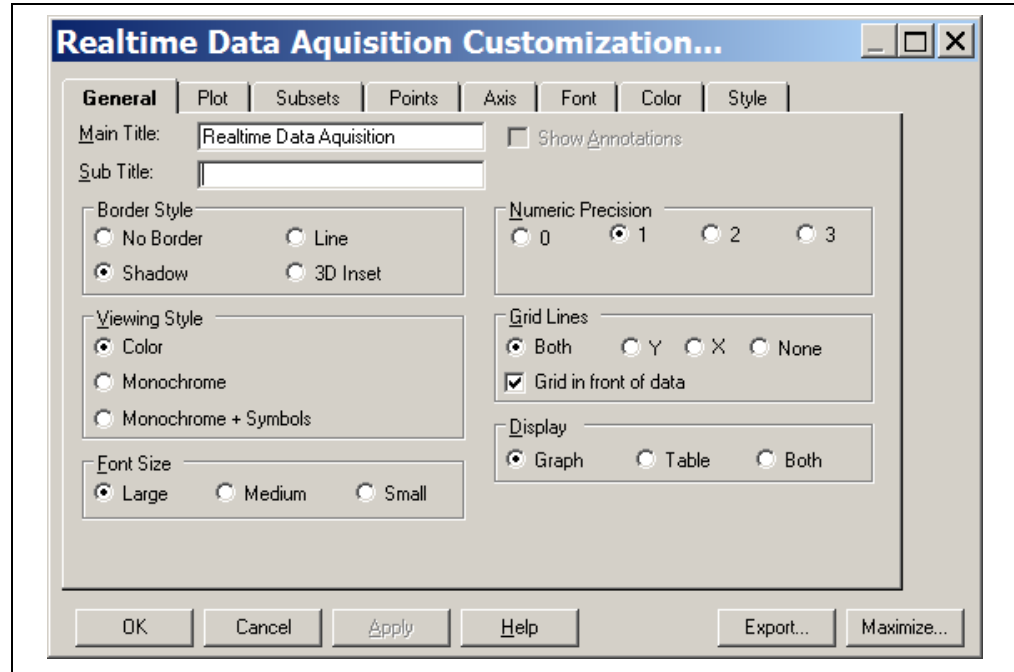 Realtime Data Aquisition Customization...
General Plot Subsets Points Axis Font Color Style
Main Title: Realtime Data Aquisition Show Annotations
Sub Title:
Border Style
No Border Line
Shadow 3D Inset
Numeric Precision
0 1 2 3
Viewing Style
Color
Monochrome
Monochrome + Symbols
Grid Lines
Both Y X None
Grid in front of data
Font Size
Large Medium Small
Display
Graph Table Both
OK Cancel Apply Help Export... Maximize...